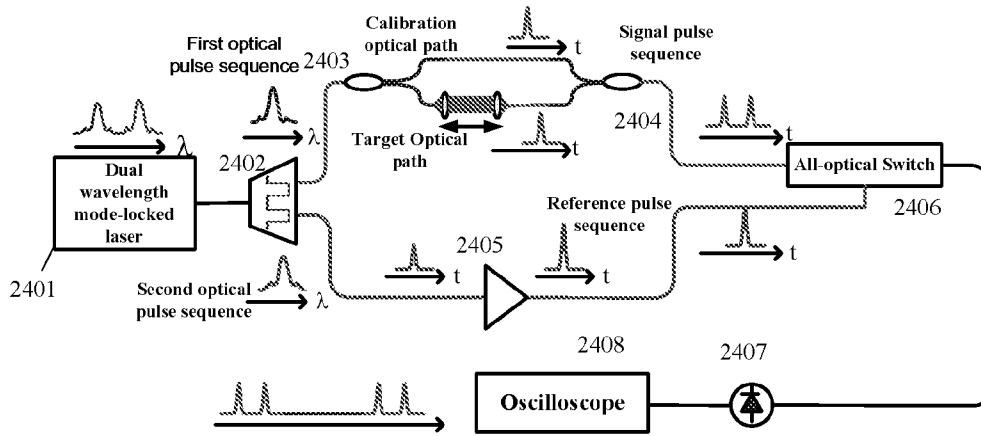 Calibration
optical path
t
Signal pulse
sequence
First optical
pulse sequence
2403
λ
λ
2402
Target Optical
path
t
2404
t
Dual
wavelength
mode-locked
laser
All-optical Switch
2406
Reference pulse
sequence
2405
t
t
t
2401
Second optical
pulse sequence
λ
2408
2407
Oscilloscope